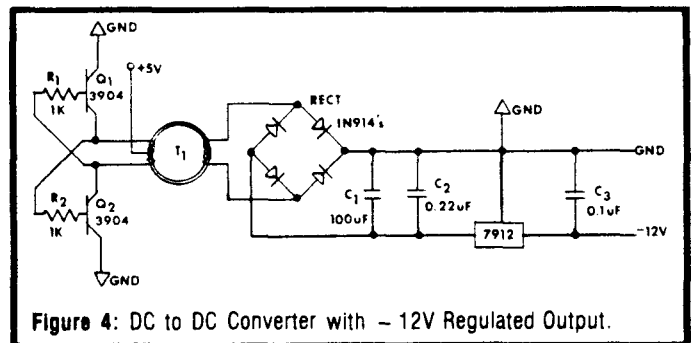 GND
+5V
R1
Q1
3904
1K
RECT
1N914's
T1
GND
GND
R2
Q2
3904
1K
C1
100uF
C2
0.22uF
C3
0.1uF
7912
-12V
GND
Figure 4: DC to DC Converter with – 12V Regulated Output.